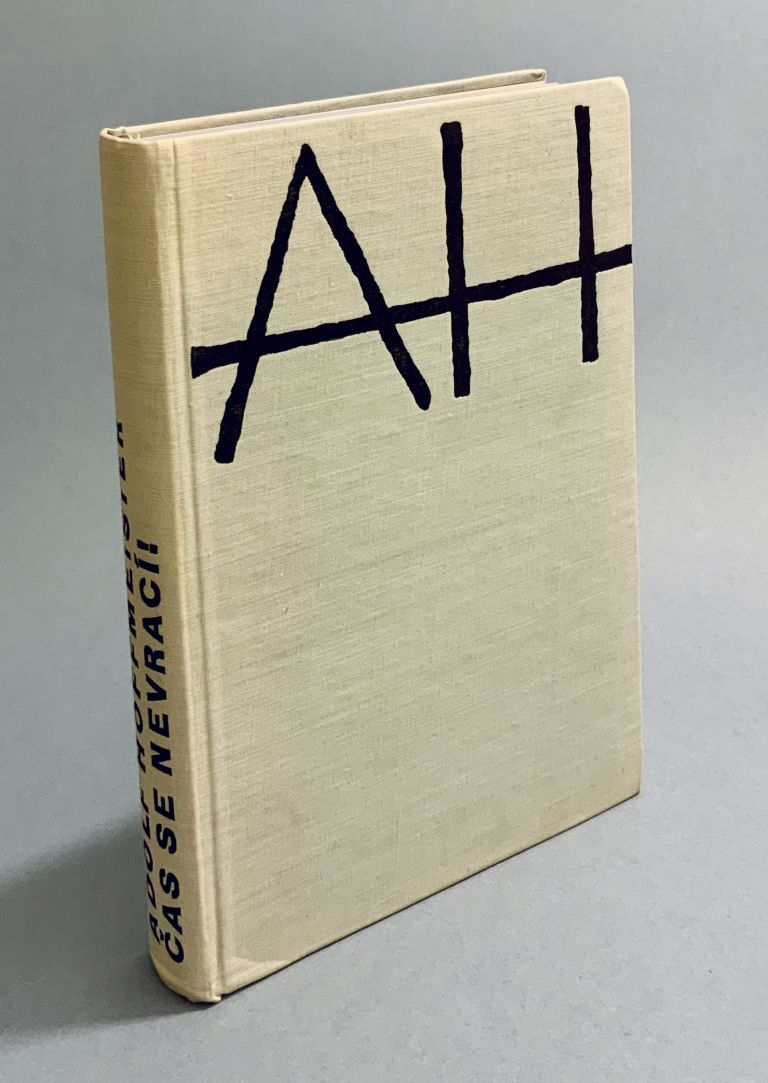 AH
ADOLF HOFFMEISTER
ČAS SE NEVRACÍ!